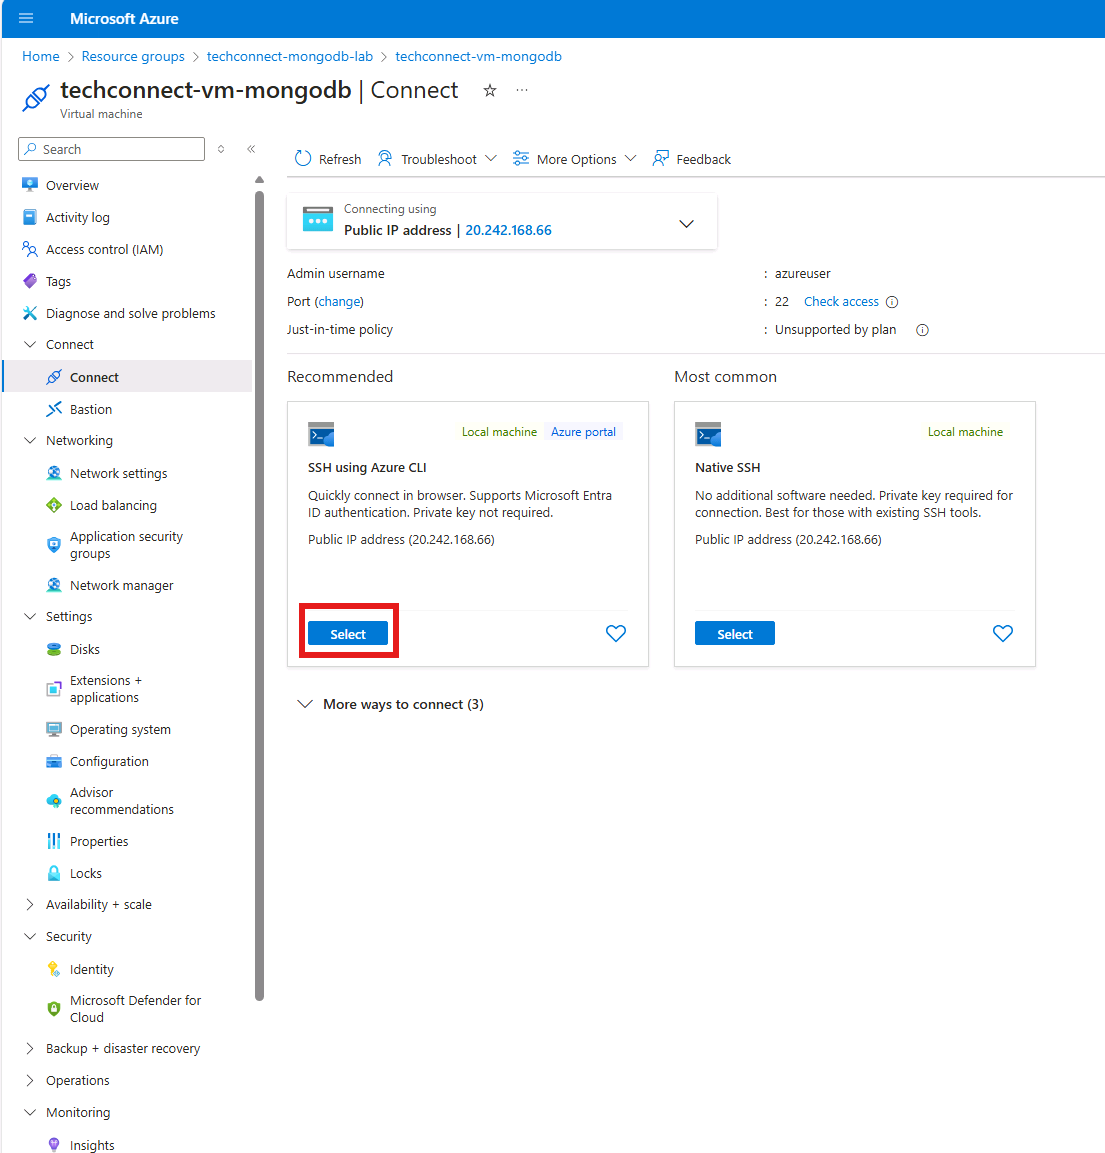 Microsoft Azure
Home > Resource groups > techconnect-mongodb-lab > techconnect-vm-mongodb
techconnect-vm-mongodb | Connect
Virtual machine
Search
Overview
Activity log
Access control (IAM)
Tags
Diagnose and solve problems
Connect
Connect
Bastion
Networking
Network settings
Load balancing
Application security
groups
Network manager
Settings
Disks
Extensions +
applications
Operating system
Configuration
Advisor
recommendations
Properties
Locks
Availability + scale
Security
Identity
Microsoft Defender for
Cloud
Backup + disaster recovery
Operations
Monitoring
Insights
Refresh Troubleshoot More Options Feedback
Connecting using
Public IP address | 20.242.168.66
Admin username : azureuser
Port (change) : 22 Check access
Just-in-time policy : Unsupported by plan
Recommended
Local machine Azure portal
SSH using Azure CLI
Quickly connect in browser. Supports Microsoft Entra
ID authentication. Private key not required.
Public IP address (20.242.168.66)
Select
Most common
Local machine
Native SSH
No additional software needed. Private key required for
connection. Best for those with existing SSH tools.
Public IP address (20.242.168.66)
Select
More ways to connect (3)